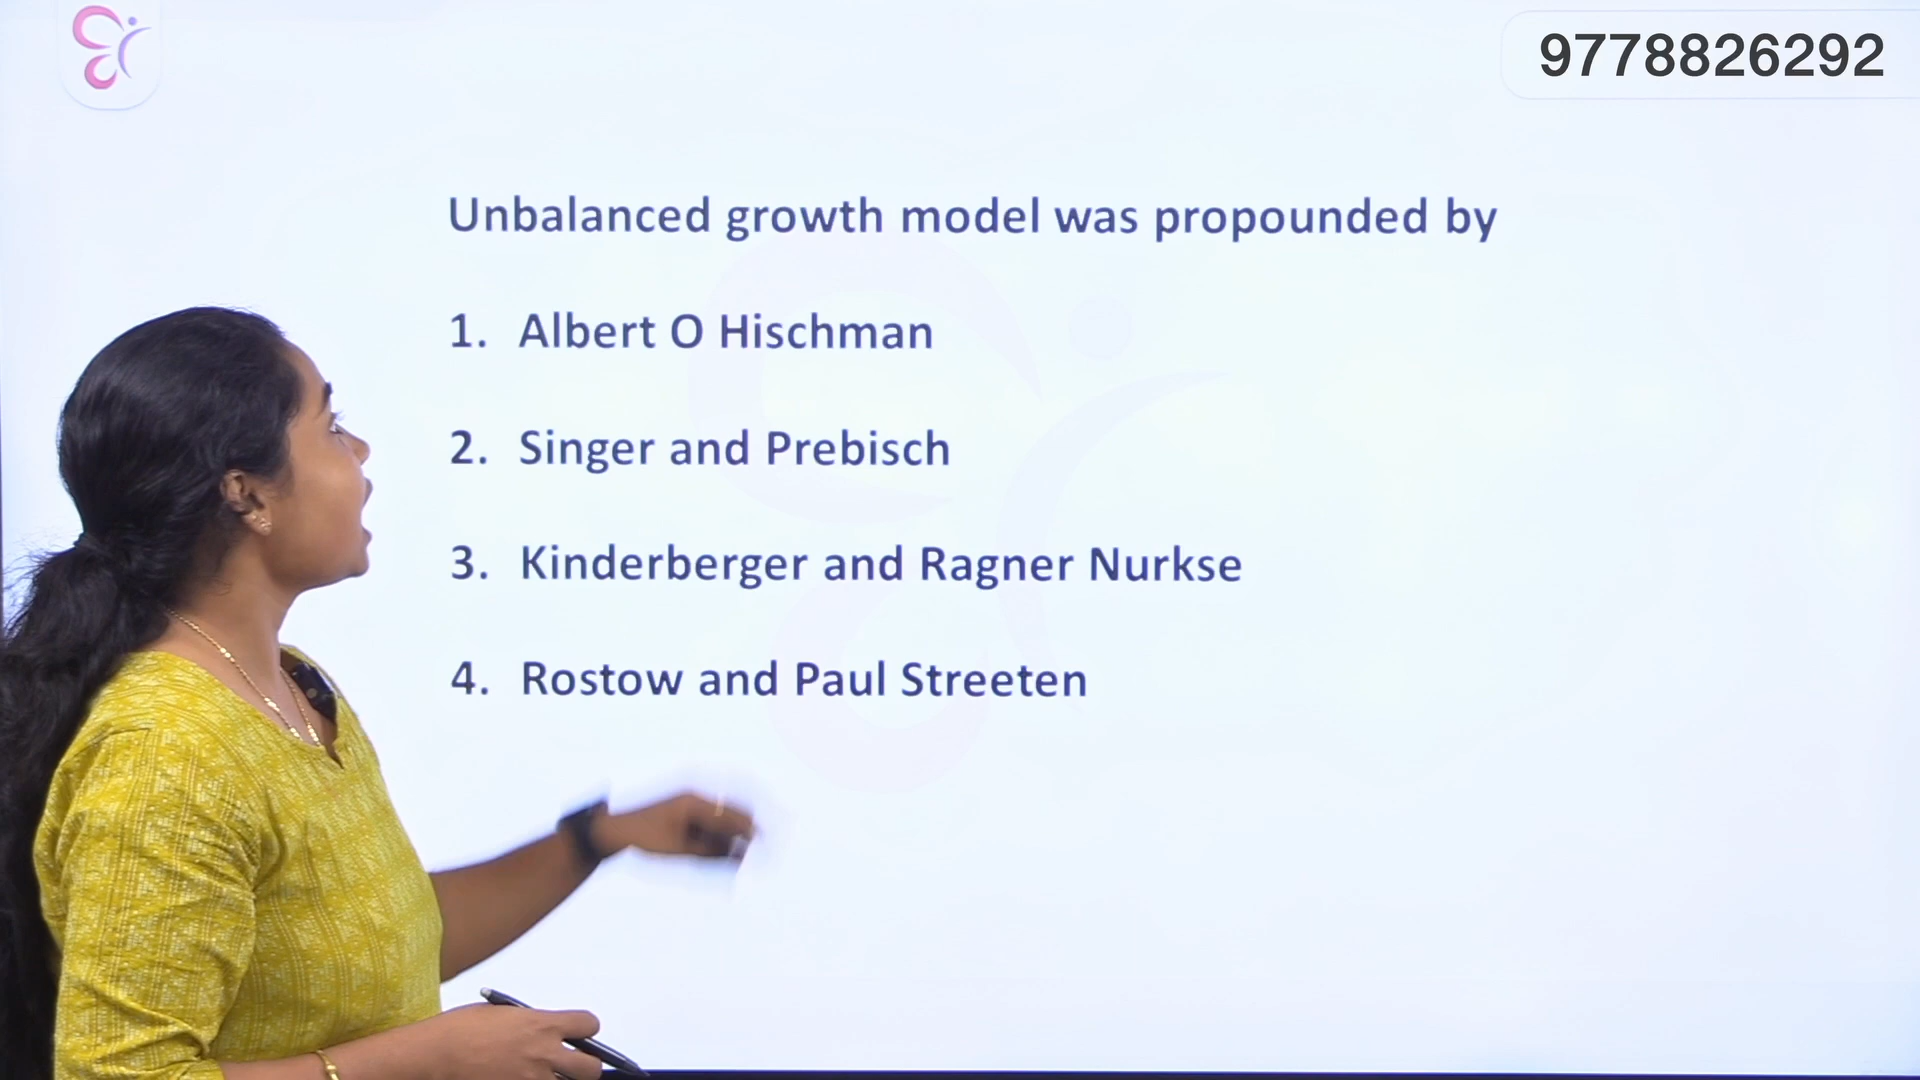 9778826292
Unbalanced growth model was propounded by
1. Albert O Hischman
2. Singer and Prebisch
3. Kinderberger and Ragner Nurkse
4. Rostow and Paul Streeten